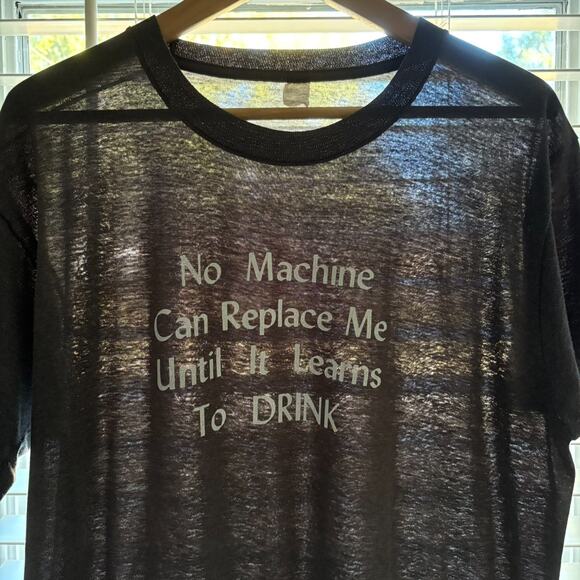 No Machine
Can Replace Me
Until It Learns
To DRINK